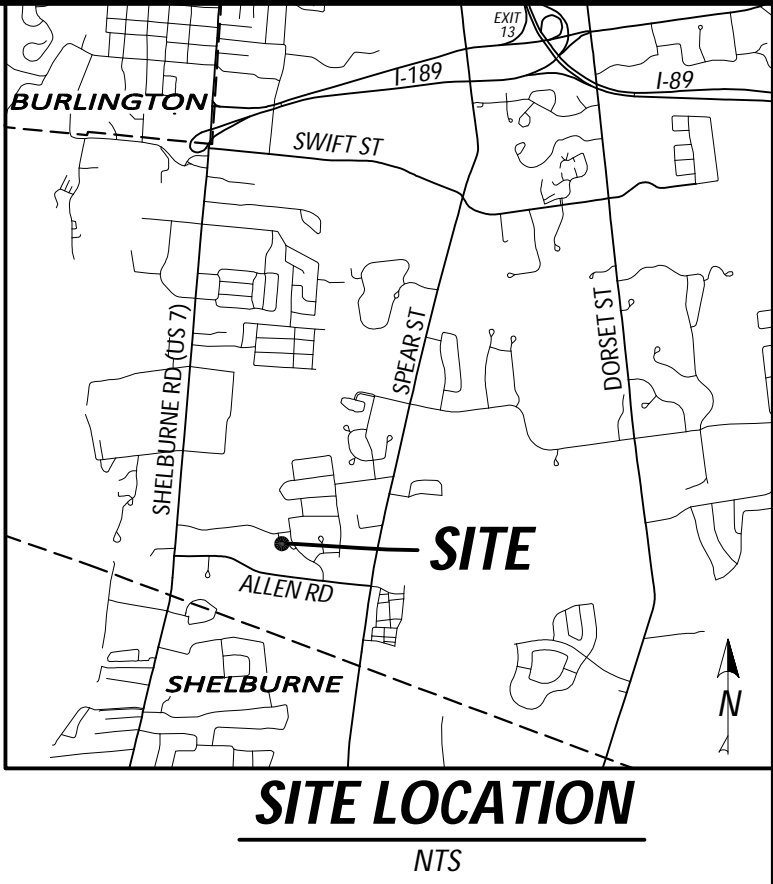 EXIT
13
I-189
I-89
BURLINGTON
SWIFT ST
SHELBURNE RD (US 7)
SPEAR ST
DORSET ST
SITE
ALLEN RD
SHELBURNE
N
SITE LOCATION
NTS